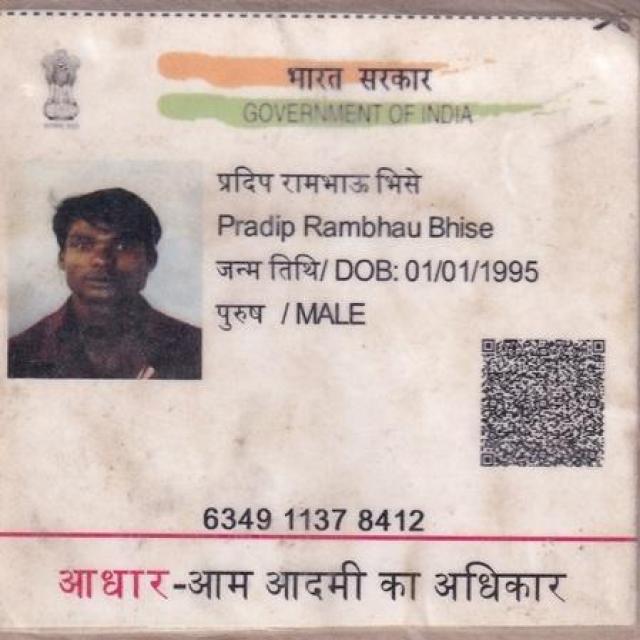 भारत सरकार
GOVERNMENT OF INDIA
प्रदिप रामभाऊ भिसे
Pradip Rambhau Bhise
जन्म तिथि/ DOB: 01/01/1995
पुरुष / MALE
6349 1137 8412
आधार-आम आदमी का अधिकार